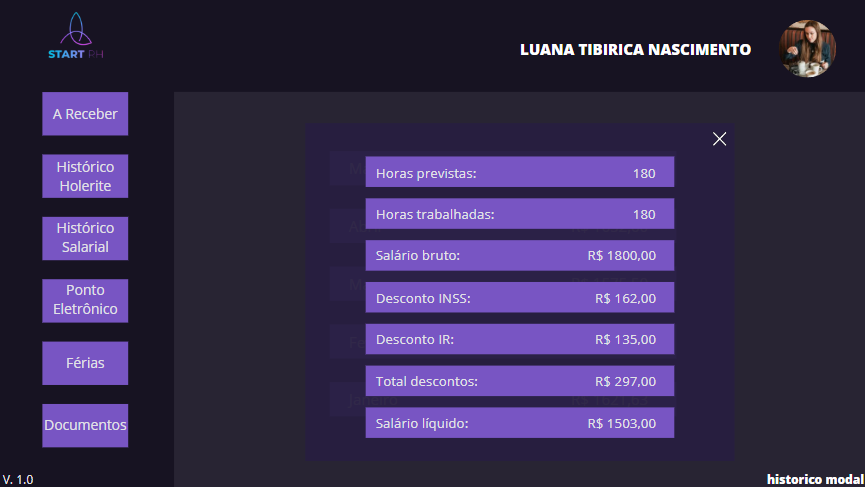 START RH
LUANA TIBIRICA NASCIMENTO
A Receber
Histórico
Holerite
Histórico
Salarial
Ponto
Eletrônico
Férias
Documentos
Horas previstas: 180
Horas trabalhadas: 180
Salário bruto: R$ 1800,00
Desconto INSS: R$ 162,00
Desconto IR: R$ 135,00
Total descontos: R$ 297,00
Salário líquido: R$ 1503,00
V. 1.0
historico modal